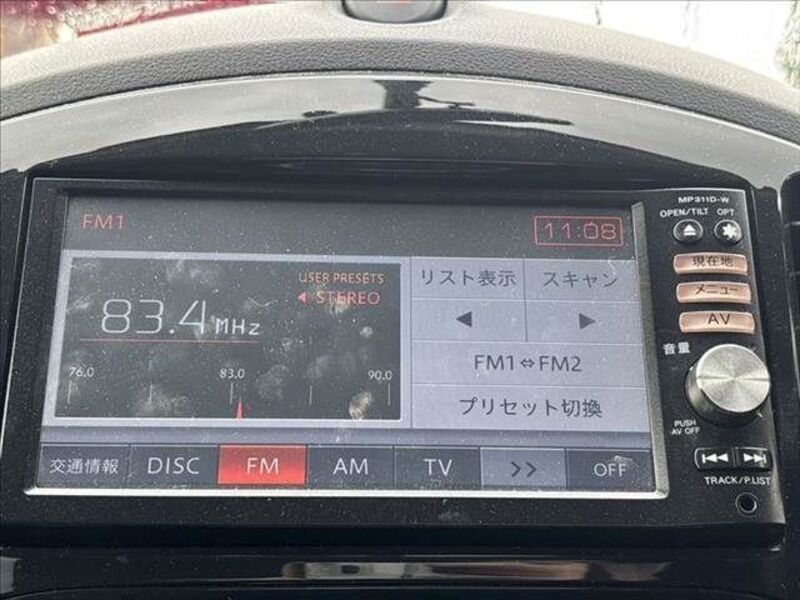 MP311D-W
OPEN/TILT OPT
FM1
11:08
現在地
メニュー
AV
音量
PUSH
AV OFF
TRACK/P.LIST
USER PRESETS
◀ STEREO
83.4 MHz
76.0 83.0 90.0
リスト表示 スキャン
◀ ▶
FM1⇔FM2
プリセット切換
交通情報 DISC FM AM TV >> OFF